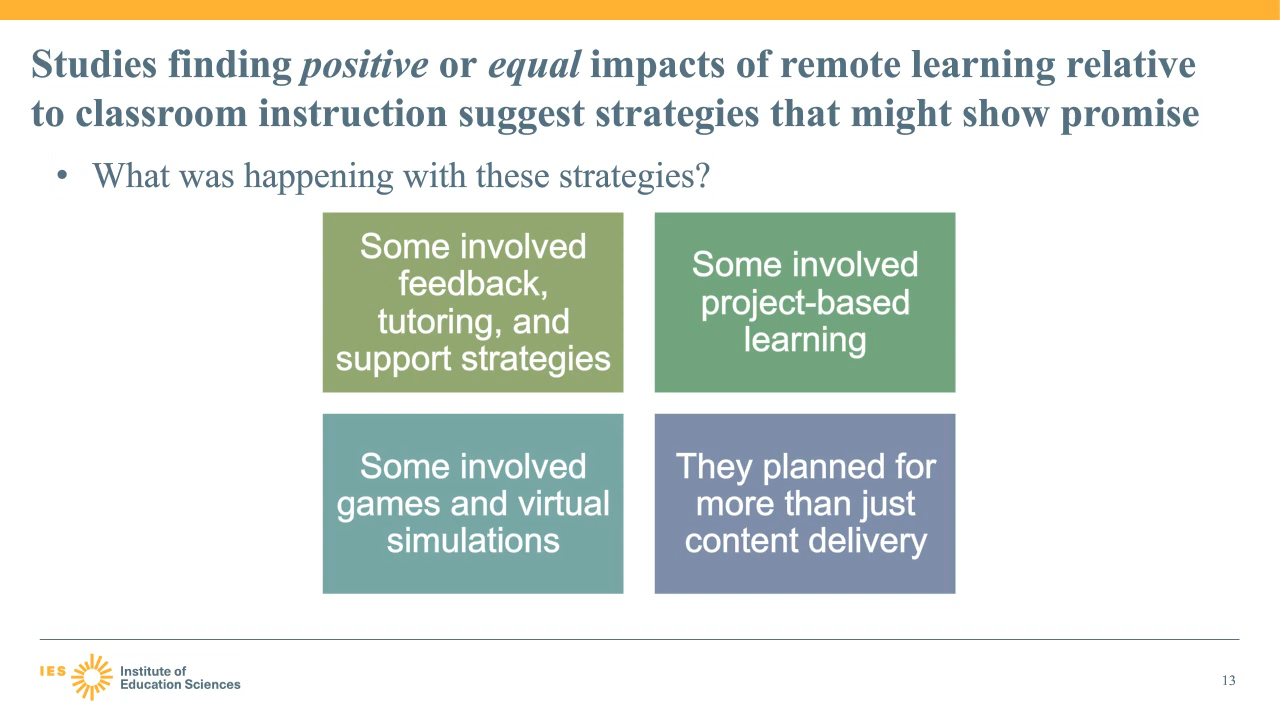 Studies finding positive or equal impacts of remote learning relative
to classroom instruction suggest strategies that might show promise
• What was happening with these strategies?
Some involved
feedback,
tutoring, and
support strategies
Some involved
project-based
learning
Some involved
games and virtual
simulations
They planned for
more than just
content delivery
IES
Institute of
Education Sciences
13